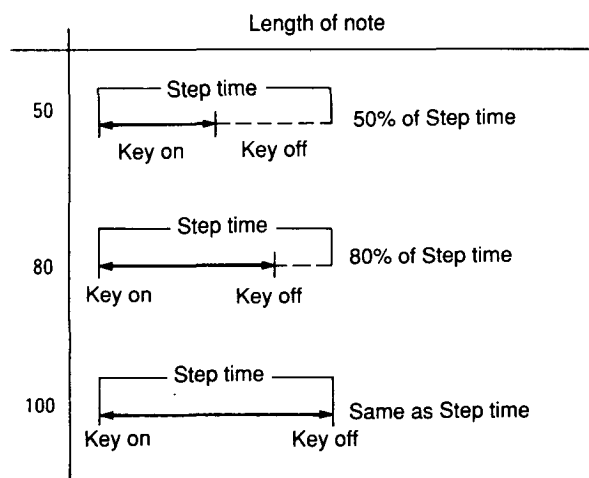 Length of note
Step time
50
50% of Step time
Key on Key off
Step time
80
80% of Step time
Key on Key off
Step time
100
Same as Step time
Key on Key off